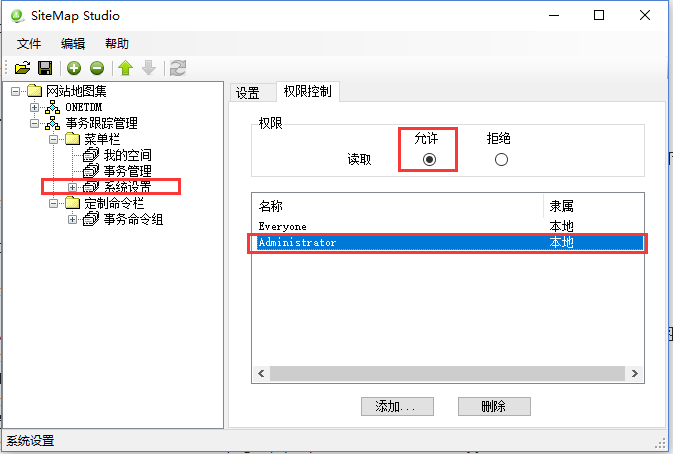 SiteMap Studio
文件 编辑 帮助
网站地图集
ONETDM
事务跟踪管理
菜单栏
我的空间
事务管理
系统设置
定制命令栏
事务命令组
设置 权限控制
权限
允许 拒绝
读取
名称 隶属
Everyone 本地
Administrator 本地
添加... 删除
系统设置